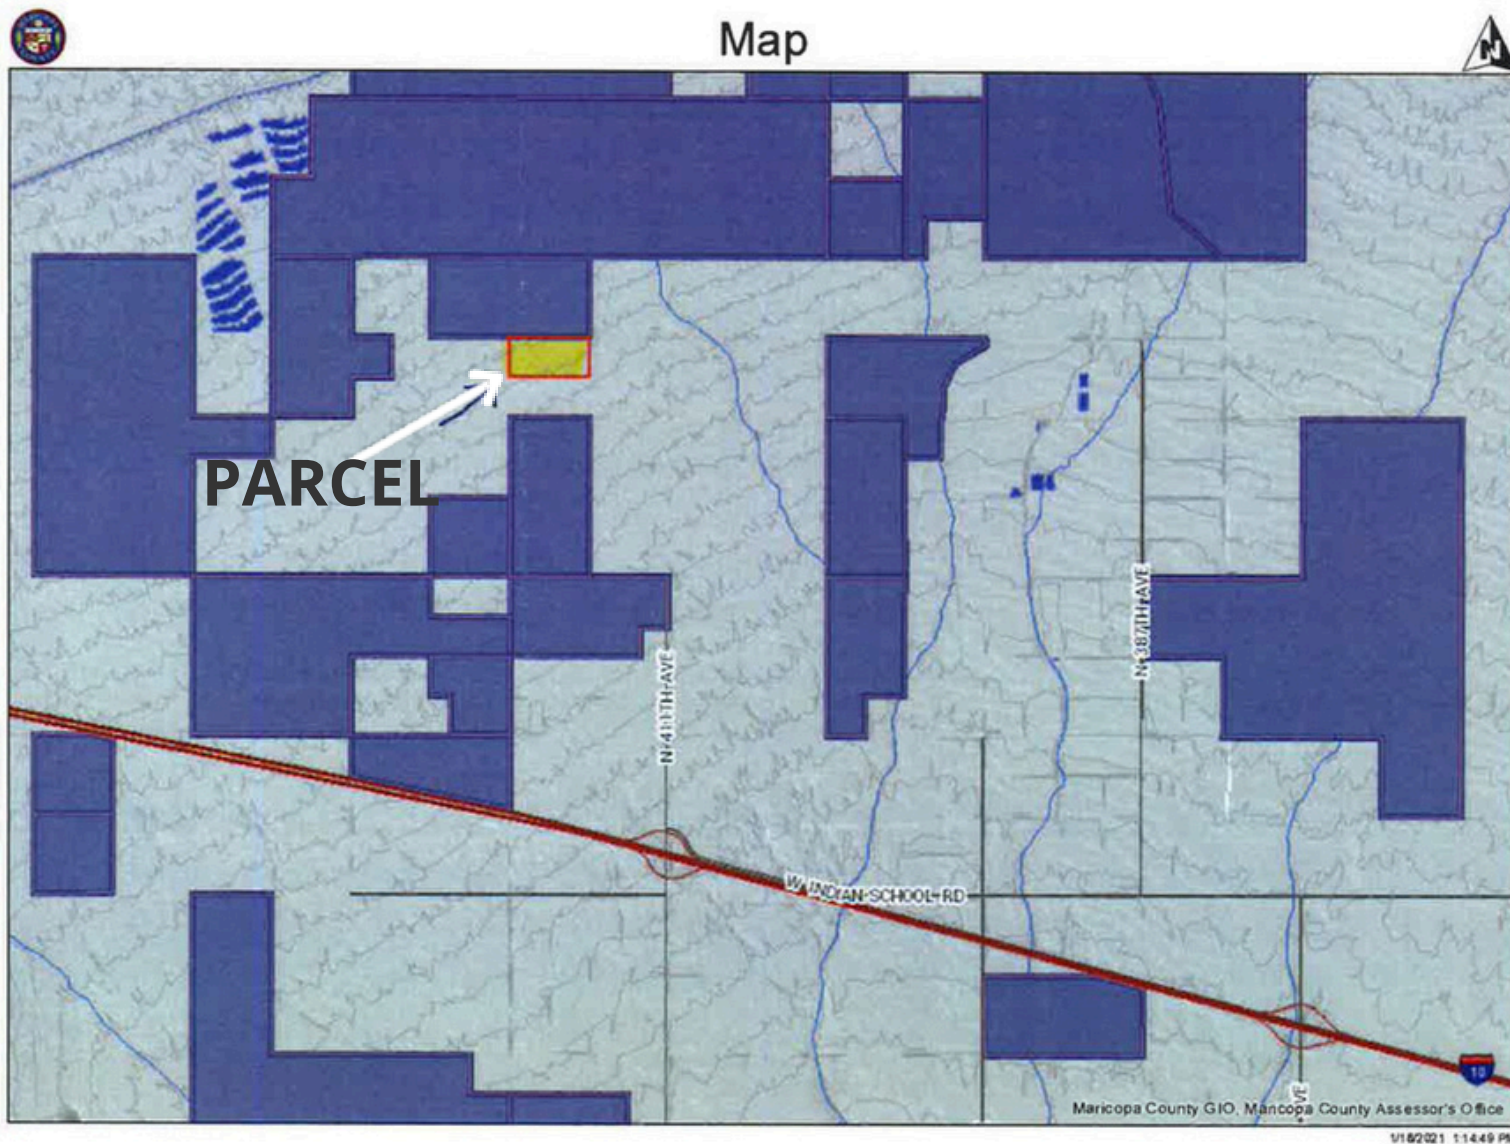 Map
N
PARCEL
N 411TH AVE
N 387TH AVE
W INDIAN SCHOOL RD
10
VE
Maricopa County GIO, Maricopa County Assessor's Office
1/18/2021 1:14:49 P